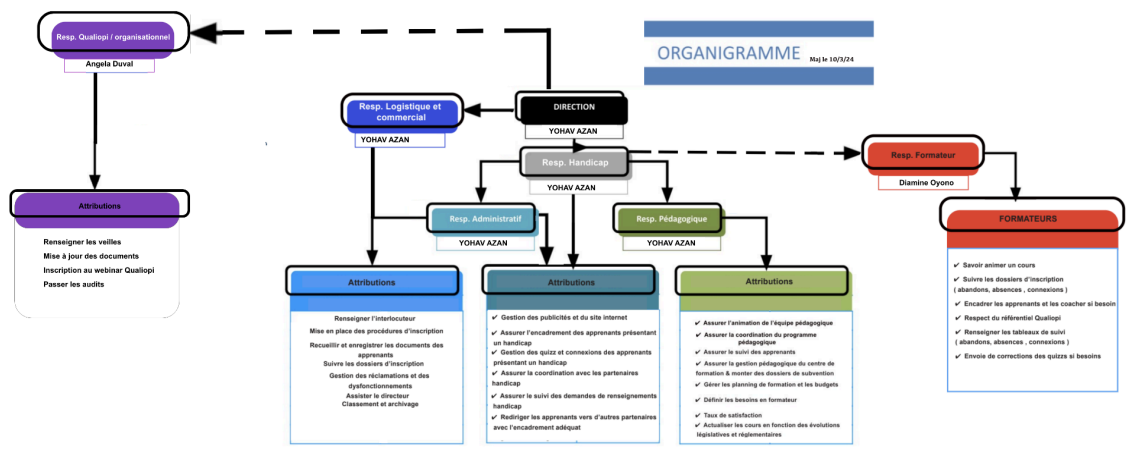 Resp. Qualiopi / organisationnel
Angela Duval
ORGANIGRAMME
Maj le 10/3/24
Resp. Logistique et
commercial
YOHAV AZAN
DIRECTION
YOHAV AZAN
Resp. Handicap
YOHAV AZAN
Resp. Formateur
Diamine Oyono
Resp. Administratif
YOHAV AZAN
Resp. Pédagogique
YOHAV AZAN
Attributions
Renseigner les veilles
Mise à jour des documents
Inscription au webinar Qualiopi
Passer les audits
Attributions
Renseigner l'interlocuteur
Mise en place des procédures d'inscription
Recueillir et enregistrer les documents des
apprenants
Suivre les dossiers d'inscription
Gestion des réclamations et des
dysfonctionnements
Assister le directeur
Classement et archivage
Attributions
✔ Gestion des publicités et du site internet
✔ Assurer l'encadrement des apprenants présentant
un handicap
✔ Gestion des quizz et connexions des apprenants
présentant un handicap
✔ Assurer la coordination avec les partenaires
handicap
✔ Assurer le suivi des demandes de renseignements
handicap
✔ Rediriger les apprenants vers d'autres partenaires
avec l'encadrement adéquat
Attributions
✔ Assurer l'animation de l'équipe pédagogique
✔ Assurer la coordination du programme
pédagogique
✔ Assurer le suivi des apprenants
✔ Assurer la gestion pédagogique du centre de
formation & monter des dossiers de subvention
✔ Gérer les planning de formation et les budgets
✔ Définir les besoins en formateur
✔ Taux de satisfaction
✔ Actualiser les cours en fonction des évolutions
législatives et réglementaires
FORMATEURS
✔ Savoir animer un cours
✔ Suivre les dossiers d'inscription
( abandons, absences , connexions )
✔ Encadrer les apprenants et les coacher si besoin
✔ Respect du référentiel Qualiopi
✔ Renseigner les tableaux de suivi
( abandons, absences , connexions )
✔ Envoie de corrections des quizzs si besoins